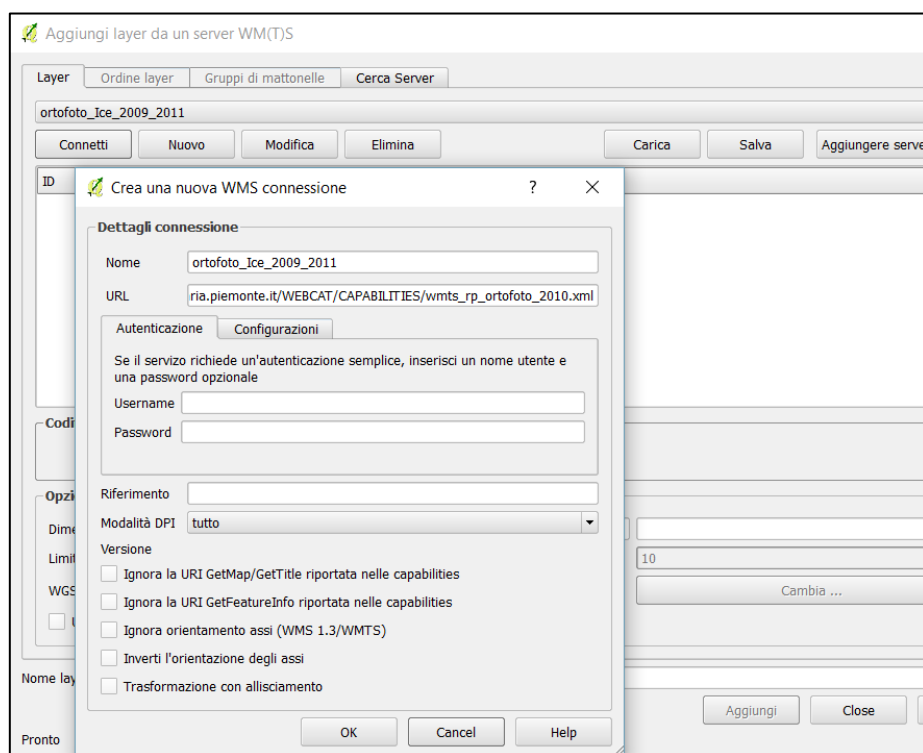 Aggiungi layer da un server WM(T)S
Layer
Ordine layer
Gruppi di mattonelle
Cerca Server
ortofoto_Ice_2009_2011
Connetti
Nuovo
Modifica
Elimina
Carica
Salva
Aggiungere serve
ID
Crea una nuova WMS connessione
?
Dettagli connessione
Nome
ortofoto_Ice_2009_2011
URL
ria.piemonte.it/WEBCAT/CAPABILITIES/wmts_rp_ortofoto_2010.xml
Autenticazione
Configurazioni
Se il servizo richiede un'autenticazione semplice, inserisci un nome utente e
una password opzionale
Username
Password
Codi
Riferimento
Opzi
Modalità DPI
tutto
Dime
Versione
Limit
10
Ignora la URI GetMap/GetTitle riportata nelle capabilities
WGS
Cambia ...
Ignora la URI GetFeatureInfo riportata nelle capabilities
Ignora orientamento assi (WMS 1.3/WMTS)
Inverti l'orientazione degli assi
Trasformazione con allisciamento
Nome lay
Aggiungi
Close
OK
Cancel
Help
Pronto